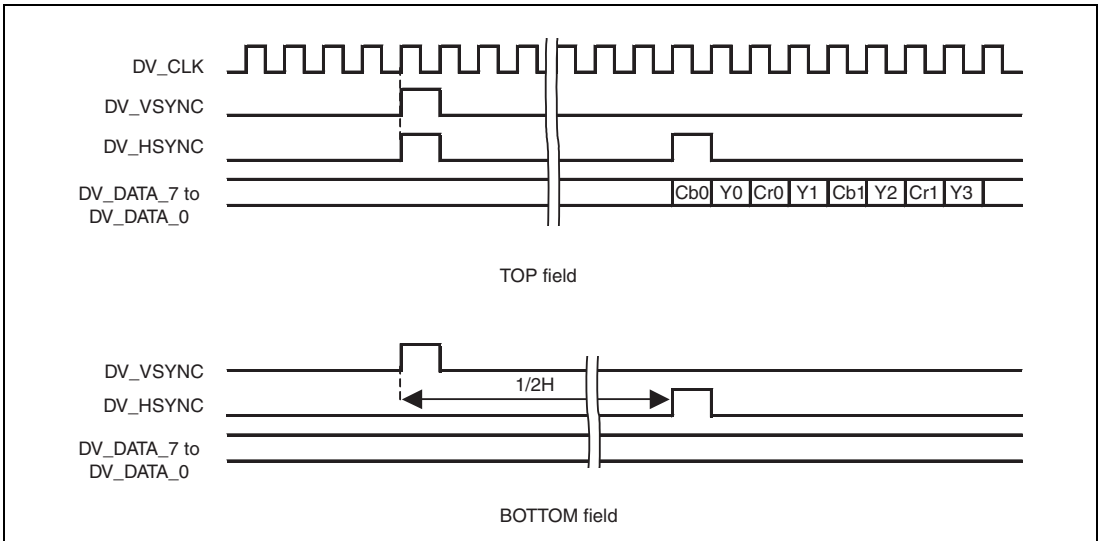 DV_CLK
DV_VSYNC
DV_HSYNC
DV_DATA_7 to
DV_DATA_0
Cb0 Y0 Cr0 Y1 Cb1 Y2 Cr1 Y3
TOP field
DV_VSYNC
1/2H
DV_HSYNC
DV_DATA_7 to
DV_DATA_0
BOTTOM field